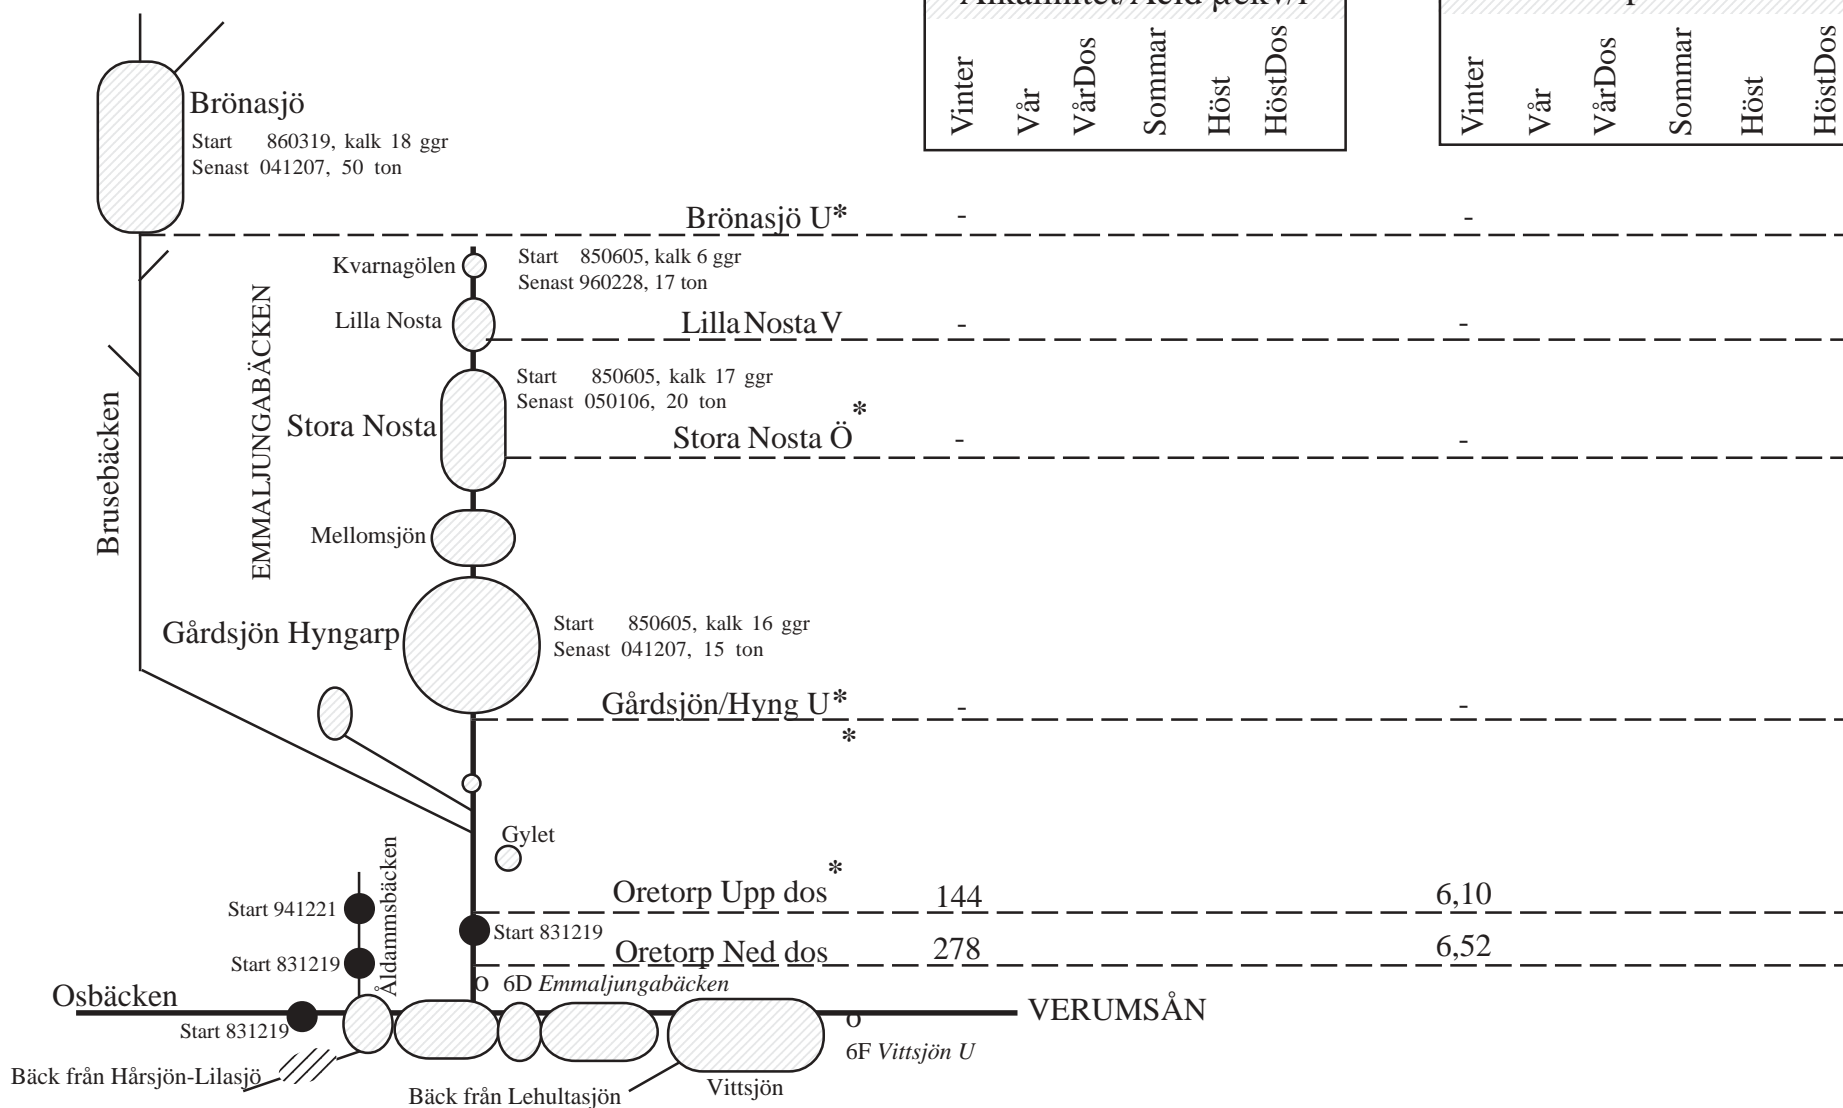 Alkalinitet/Acid µekv/l
Vinter
Vår
VårDos
Sommar
Höst
HöstDos
Vinter
Vår
VårDos
Sommar
Höst
HöstDos
Brönasjö
Start 860319, kalk 18 ggr
Senast 041207, 50 ton
Brönasjö U* - -
Kvarnagölen
Start 850605, kalk 6 ggr
Senast 960228, 17 ton
Lilla Nosta
Lilla Nosta V - -
EMMALJUNGABÄCKEN
Brusebäcken
Start 850605, kalk 17 ggr
Senast 050106, 20 ton
*
Stora Nosta
Stora Nosta Ö - -
Mellomsjön
Gårdsjön Hyngarp
Start 850605, kalk 16 ggr
Senast 041207, 15 ton
Gårdsjön/Hyng U* - -
*
Gylet
*
Oretorp Upp dos 144 6,10
Åldammsbäcken
Start 941221
Start 831219
Oretorp Ned dos 278 6,52
Start 831219
o 6D Emmaljungabäcken
Osbäcken
VERUMSÅN
Start 831219
o
6F Vittsjön U
Bäck från Hårsjön-Lilasjö
Bäck från Lehultasjön
Vittsjön